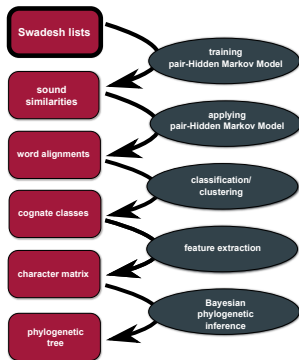 Swadesh lists
training
pair-Hidden Markov Model
sound
similarities
applying
pair-Hidden Markov Model
word alignments
classification/
clustering
cognate classes
feature extraction
character matrix
Bayesian
phylogenetic
inference
phylogenetic
tree